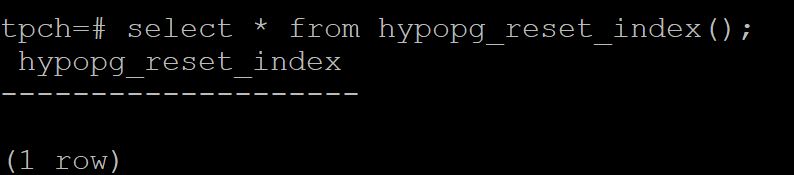 tpch=# select * from hypopg_reset_index();
 hypopg_reset_index
--------------------

(1 row)